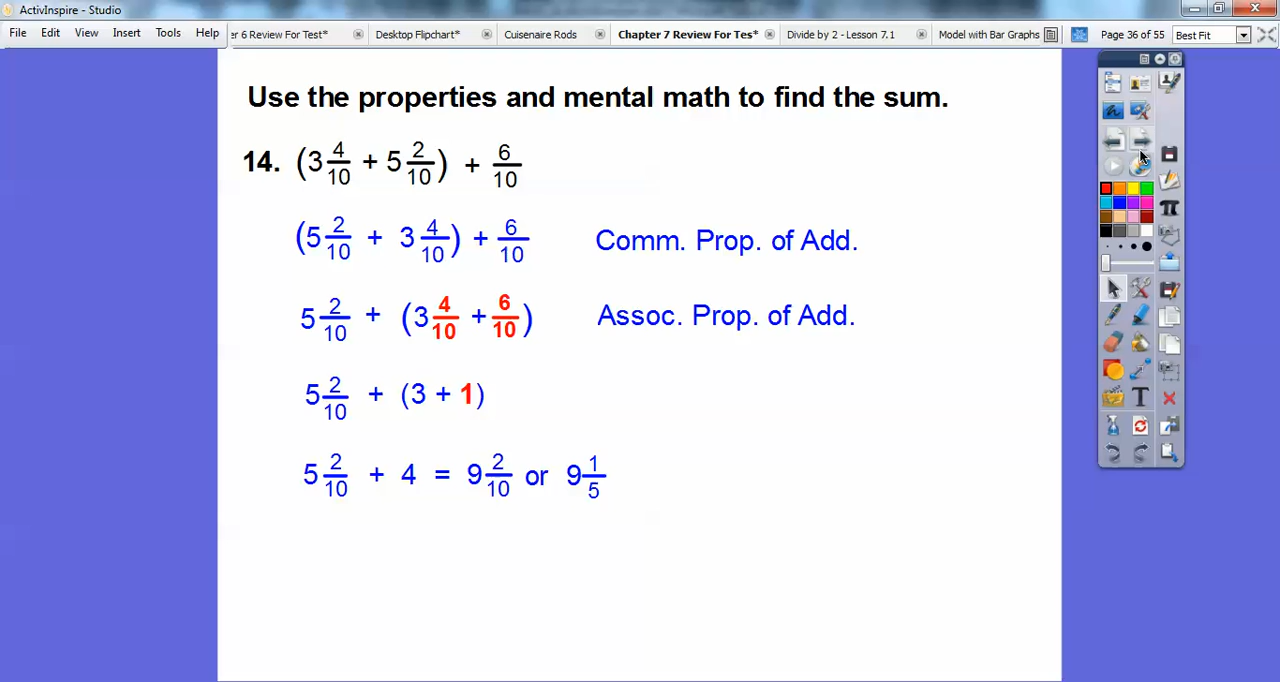 ActivInspire - Studio
File Edit View Insert Tools Help
er 6 Review For Test* Desktop Flipchart* Cuisenaire Rods Chapter 7 Review For Tes* Divide by 2 - Lesson 7.1 Model with Bar Graphs Page 36 of 55 Best Fit
Use the properties and mental math to find the sum.
14. (3 4/10 + 5 2/10) + 6/10
(5 2/10 + 3 4/10) + 6/10 Comm. Prop. of Add.
5 2/10 + (3 4/10 + 6/10) Assoc. Prop. of Add.
5 2/10 + (3 + 1)
5 2/10 + 4 = 9 2/10 or 9 1/5